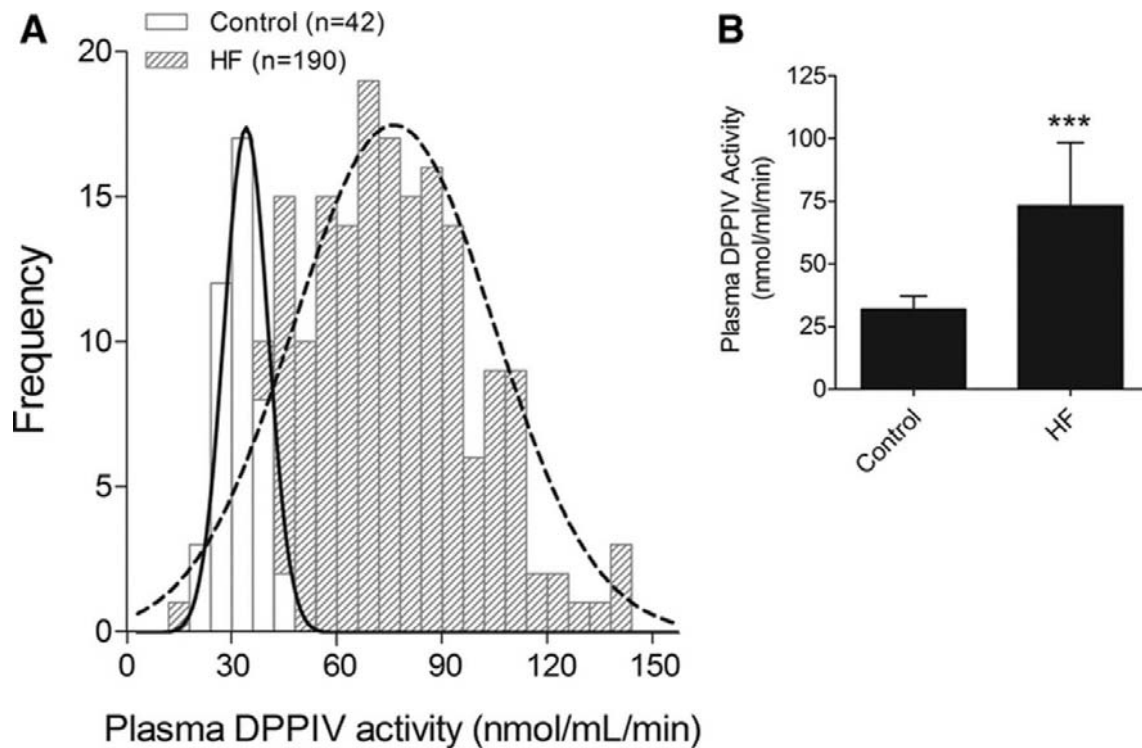 A
Control (n=42)
HF (n=190)
20
15
10
5
0
Frequency
0 30 60 90 120 150
Plasma DPPIV activity (nmol/mL/min)
B
***
125
100
75
50
25
0
Plasma DPPIV Activity
(nmol/ml/min)
Control
HF